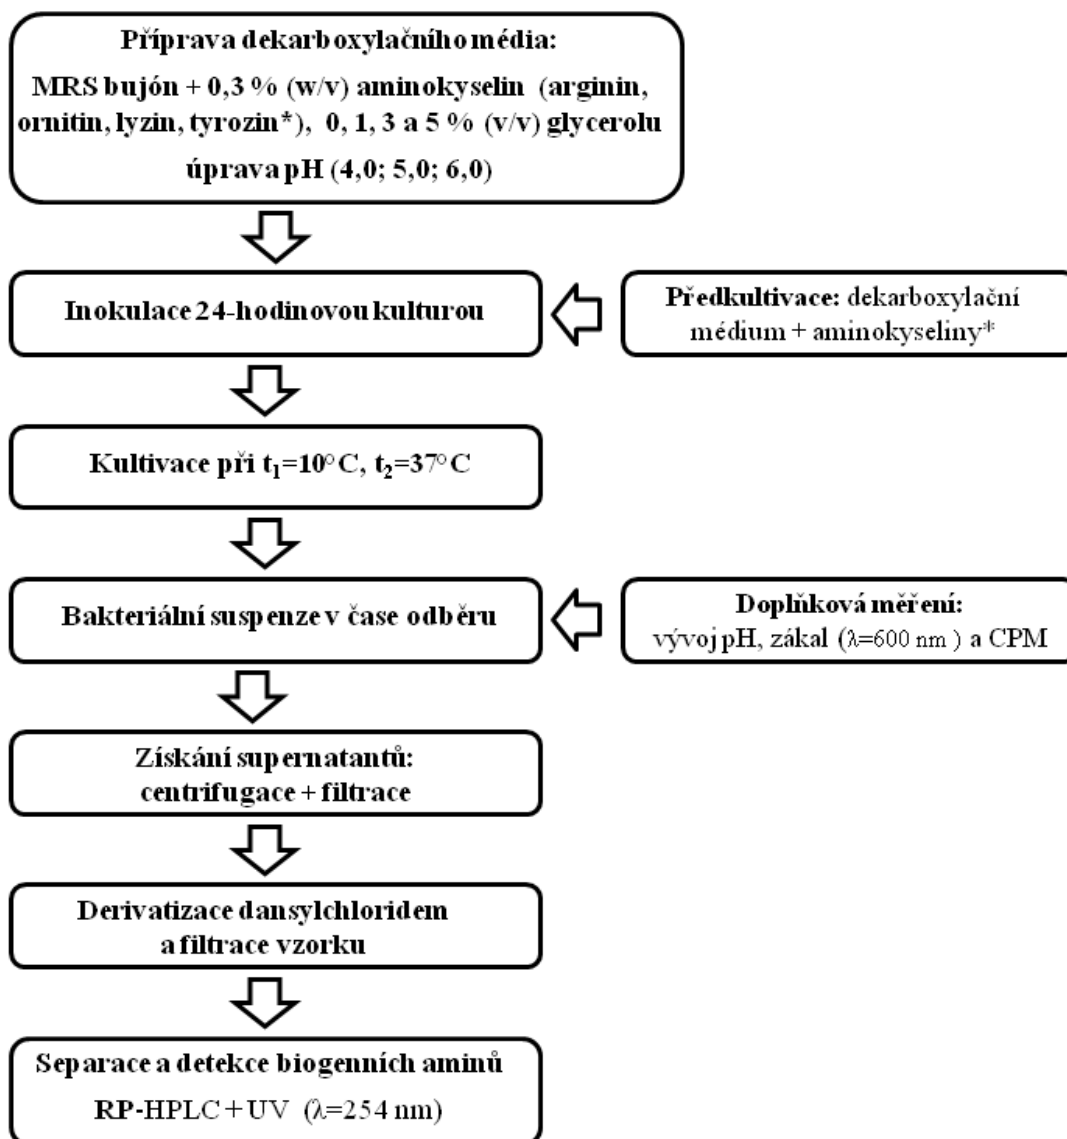 Příprava dekarboxylačního média:
MRS bujón + 0,3 % (w/v) aminokyselin (arginin,
ornitin, lyzin, tyrozin*), 0, 1, 3 a 5 % (v/v) glycerolu
úprava pH (4,0; 5,0; 6,0)
Inokulace 24-hodinovou kulturou
Předkultivace: dekarboxylační
médium + aminokyseliny*
Kultivace při t₁=10°C, t₂=37°C
Bakteriální suspenze v čase odběru
Doplňková měření:
vývoj pH, zákal (λ=600 nm ) a CPM
Získání supernatantů:
centrifugace + filtrace
Derivatizace dansylchloridem
a filtrace vzorku
Separace a detekce biogenních aminů
RP-HPLC + UV (λ=254 nm)